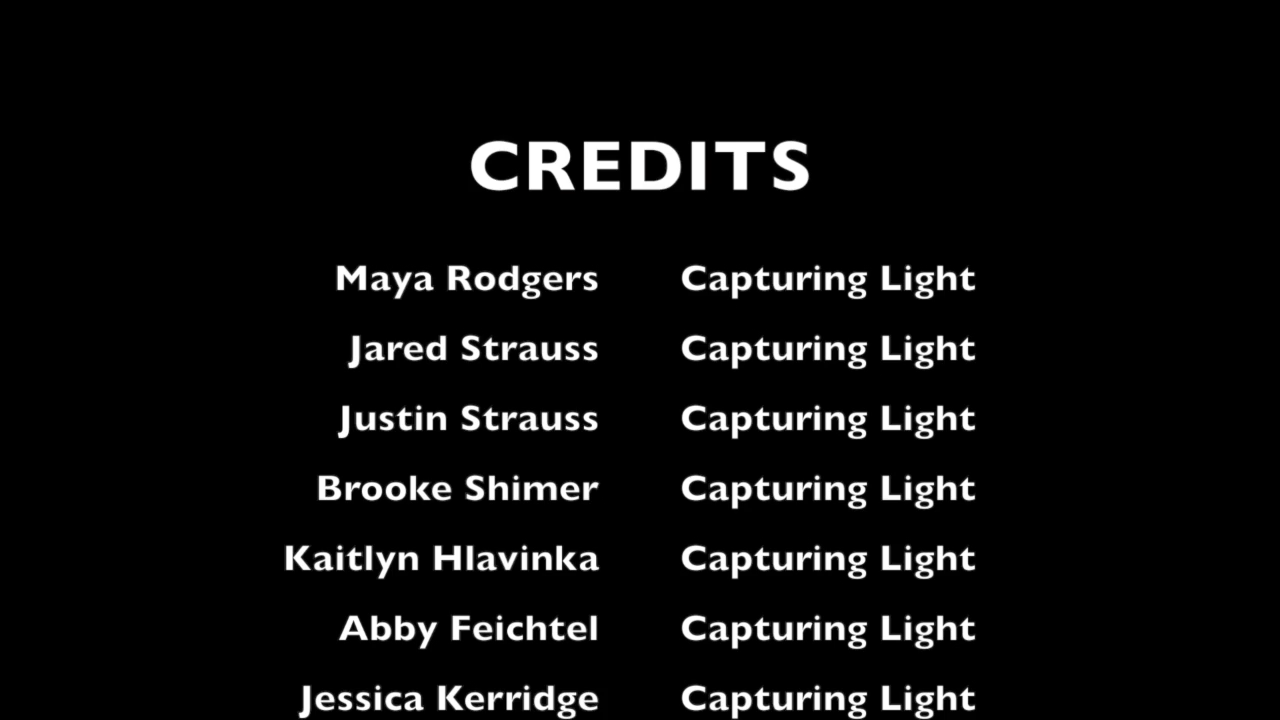 CREDITS
Maya Rodgers Capturing Light
Jared Strauss Capturing Light
Justin Strauss Capturing Light
Brooke Shimer Capturing Light
Kaitlyn Hlavinka Capturing Light
Abby Feichtel Capturing Light
Jessica Kerridge Capturing Light